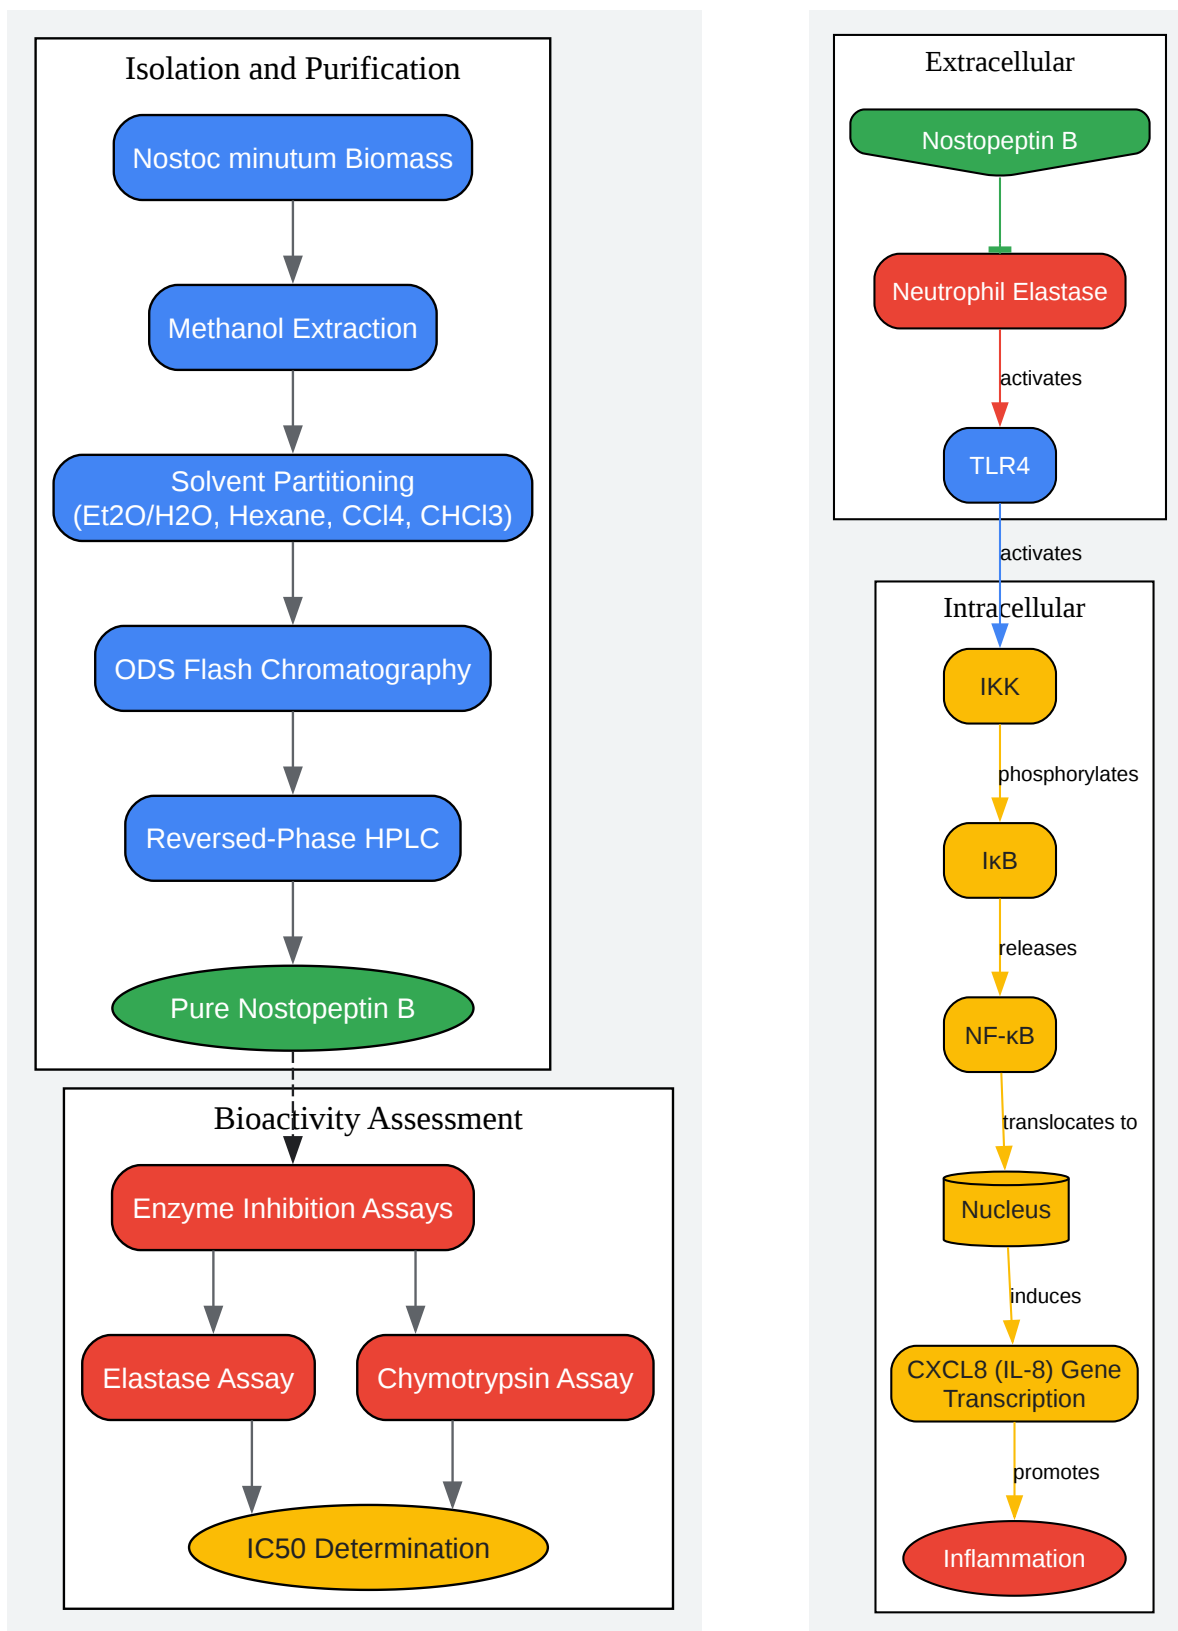 Isolation and Purification
Nostoc minutum Biomass
Methanol Extraction
Solvent Partitioning
(Et2O/H2O, Hexane, CCl4, CHCl3)
ODS Flash Chromatography
Reversed-Phase HPLC
Pure Nostopeptin B
Bioactivity Assessment
Enzyme Inhibition Assays
Elastase Assay
Chymotrypsin Assay
IC50 Determination
Extracellular
Nostopeptin B
Neutrophil Elastase
activates
TLR4
activates
Intracellular
IKK
phosphorylates
IκB
releases
NF-κB
translocates to
Nucleus
induces
CXCL8 (IL-8) Gene
Transcription
promotes
Inflammation